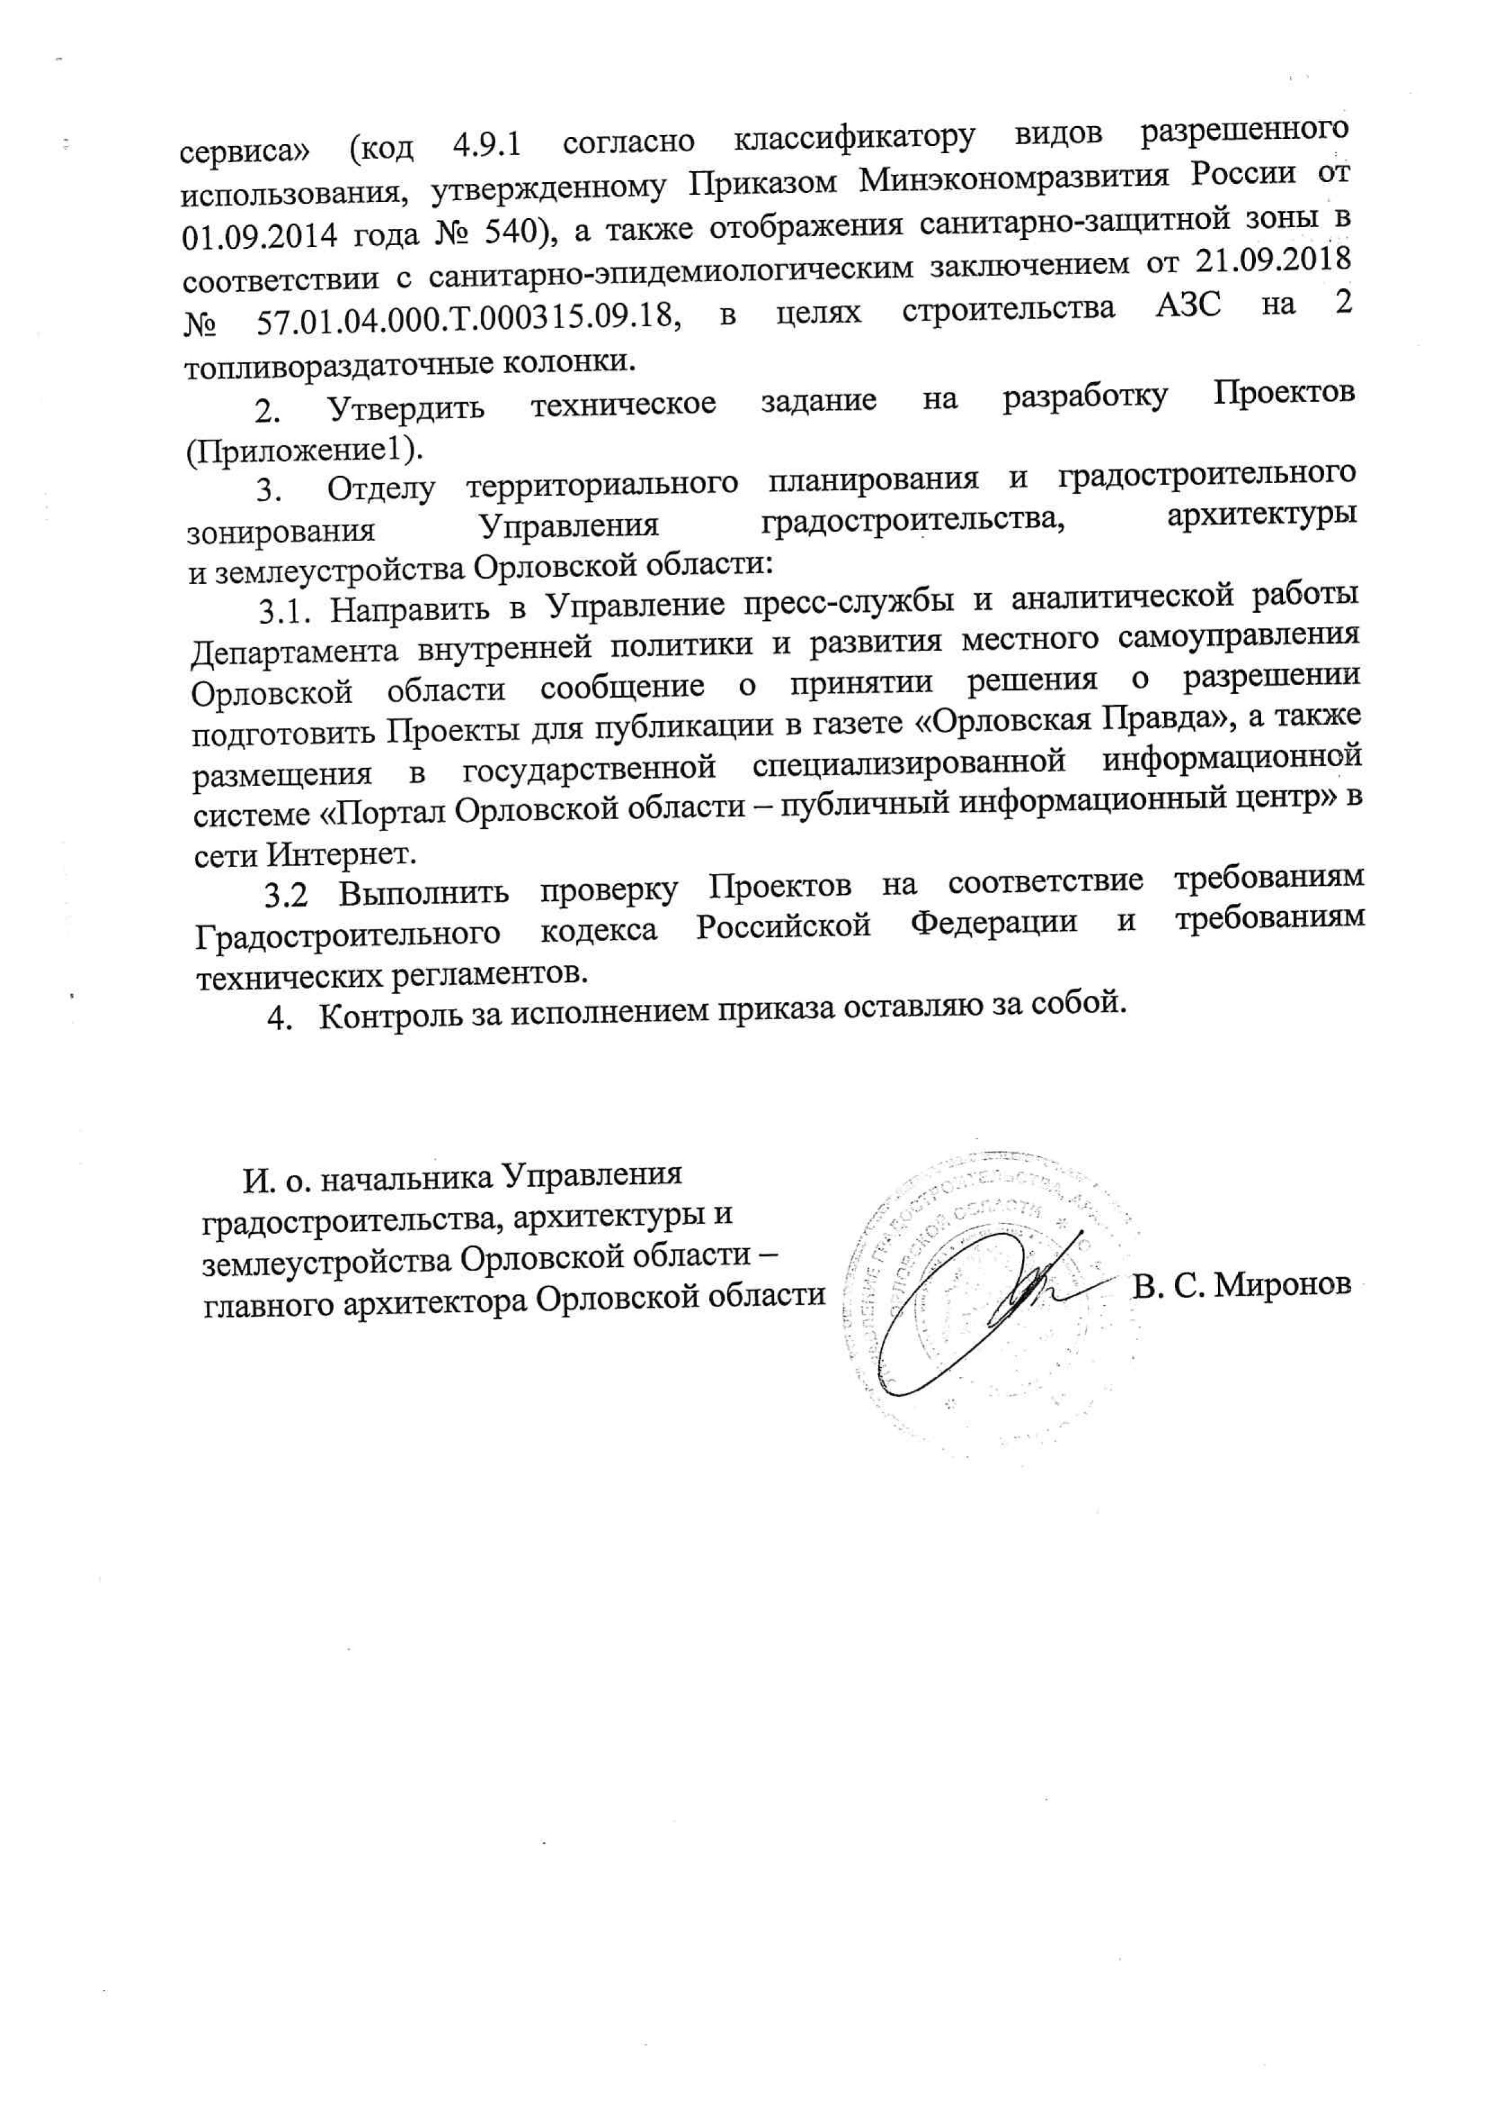 сервиса» (код 4.9.1 согласно классификатору видов разрешенного
использования, утвержденному Приказом Минэкономразвития России от
01.09.2014 года № 540), а также отображения санитарно-защитной зоны в
соответствии с санитарно-эпидемиологическим заключением от 21.09.2018
№ 57.01.04.000.Т.000315.09.18, в целях строительства АЗС на 2
топливораздаточные колонки.
2. Утвердить техническое задание на разработку Проектов
(Приложение1).
3. Отделу территориального планирования и градостроительного
зонирования Управления градостроительства, архитектуры
и землеустройства Орловской области:
3.1. Направить в Управление пресс-службы и аналитической работы
Департамента внутренней политики и развития местного самоуправления
Орловской области сообщение о принятии решения о разрешении
подготовить Проекты для публикации в газете «Орловская Правда», а также
размещения в государственной специализированной информационной
системе «Портал Орловской области – публичный информационный центр» в
сети Интернет.
3.2 Выполнить проверку Проектов на соответствие требованиям
Градостроительного кодекса Российской Федерации и требованиям
технических регламентов.
4. Контроль за исполнением приказа оставляю за собой.
И. о. начальника Управления
градостроительства, архитектуры и
землеустройства Орловской области –
главного архитектора Орловской области
В. С. Миронов
ГРАДОСТРОИТЕЛЬСТВА,
ОРЛОВСКОЙ ОБЛАСТИ